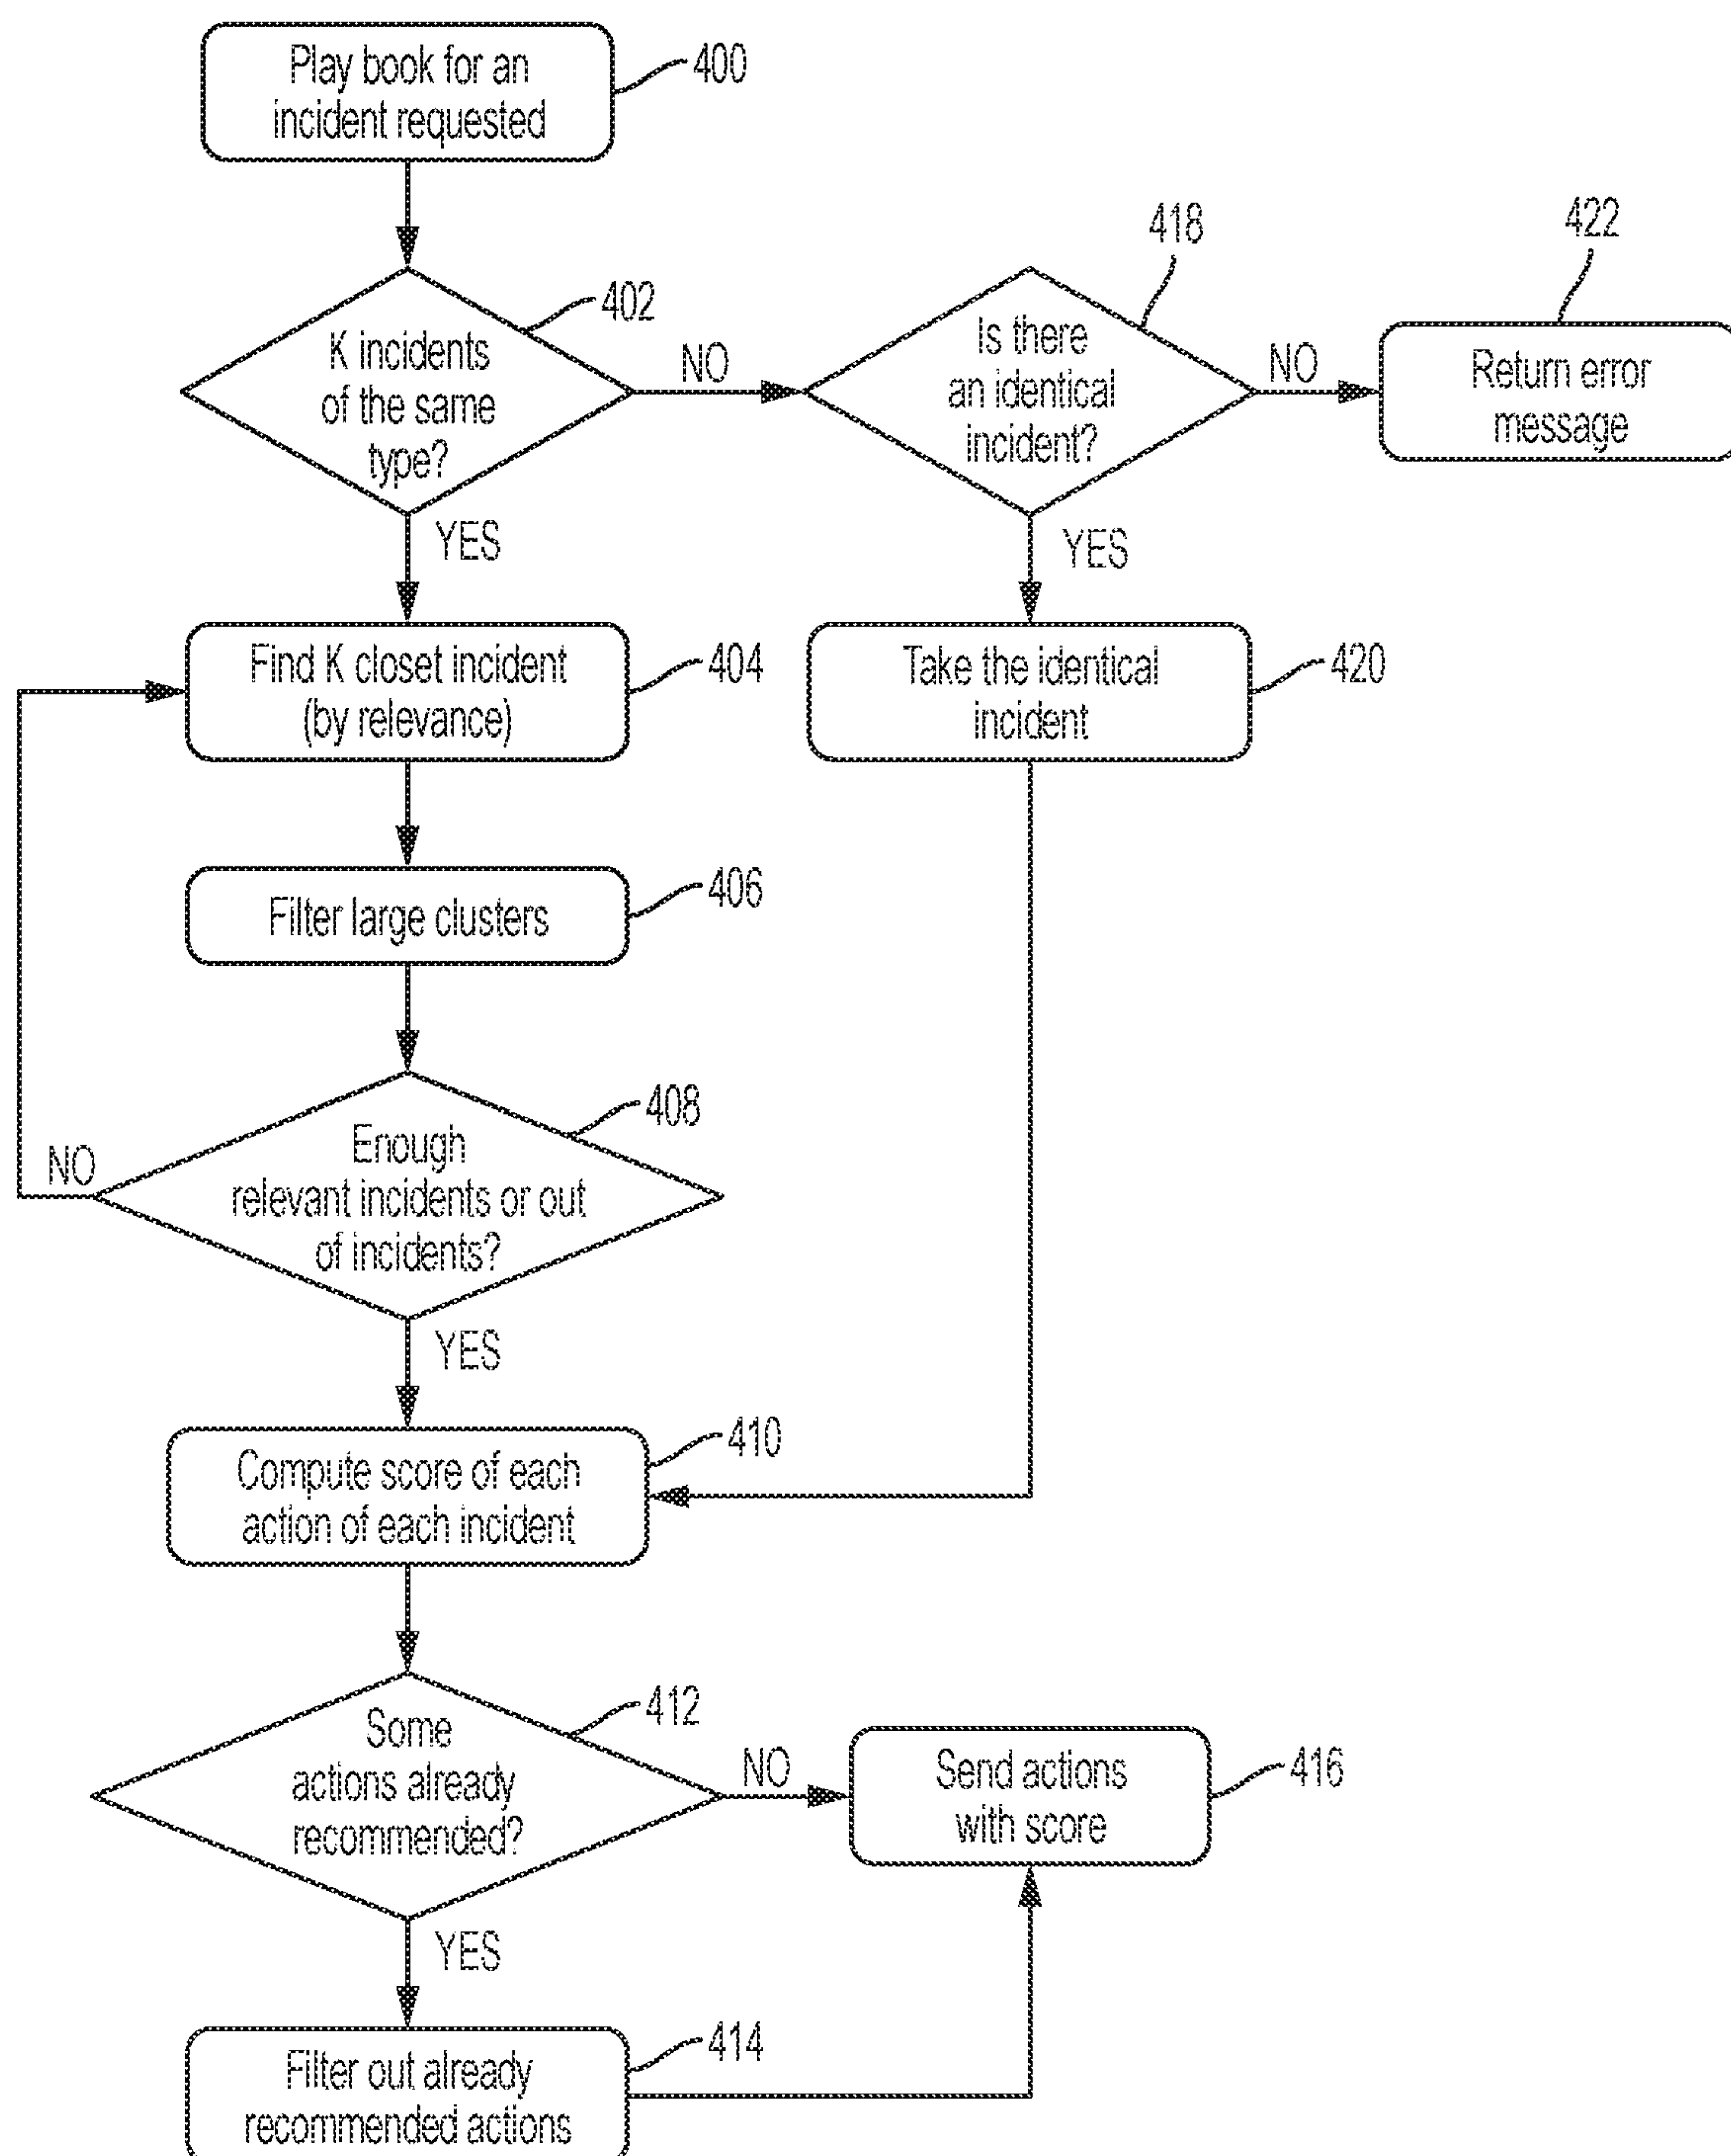 Play book for an
incident requested
400
418
422
402
K incidents
of the same
type?
NO
Is there
an identical
incident?
NO
Return error
message
YES
YES
Find K closet incident
(by relevance)
404
Take the identical
incident
420
Filter large clusters
406
408
Enough
relevant incidents or out
of incidents?
NO
YES
410
Compute score of each
action of each incident
412
Some
actions already
recommended?
NO
Send actions
with score
416
YES
414
Filter out already
recommended actions